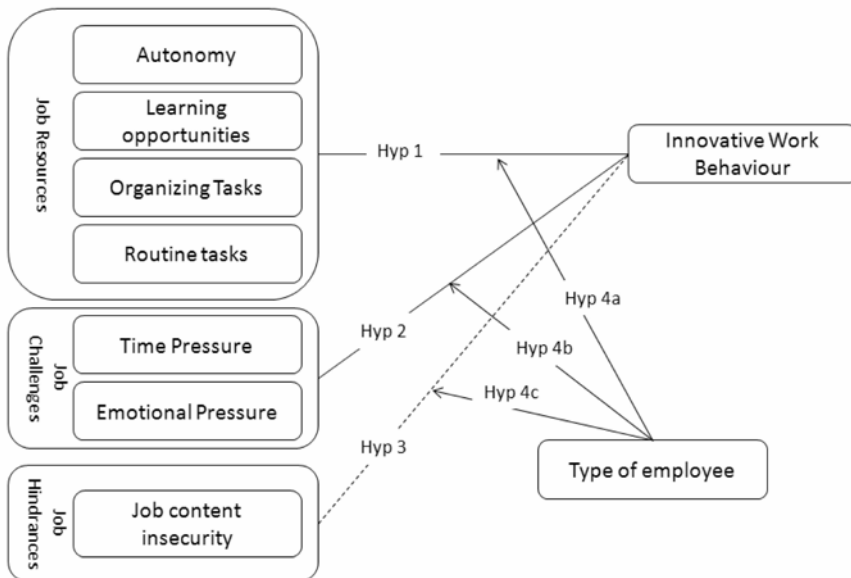 Job Resources
Autonomy
Learning
opportunities
Organizing Tasks
Routine tasks
Job
Challenges
Time Pressure
Emotional Pressure
Job
Hindrances
Job content
insecurity
Hyp 1
Hyp 2
Hyp 3
Innovative Work
Behaviour
Hyp 4a
Hyp 4b
Hyp 4c
Type of employee